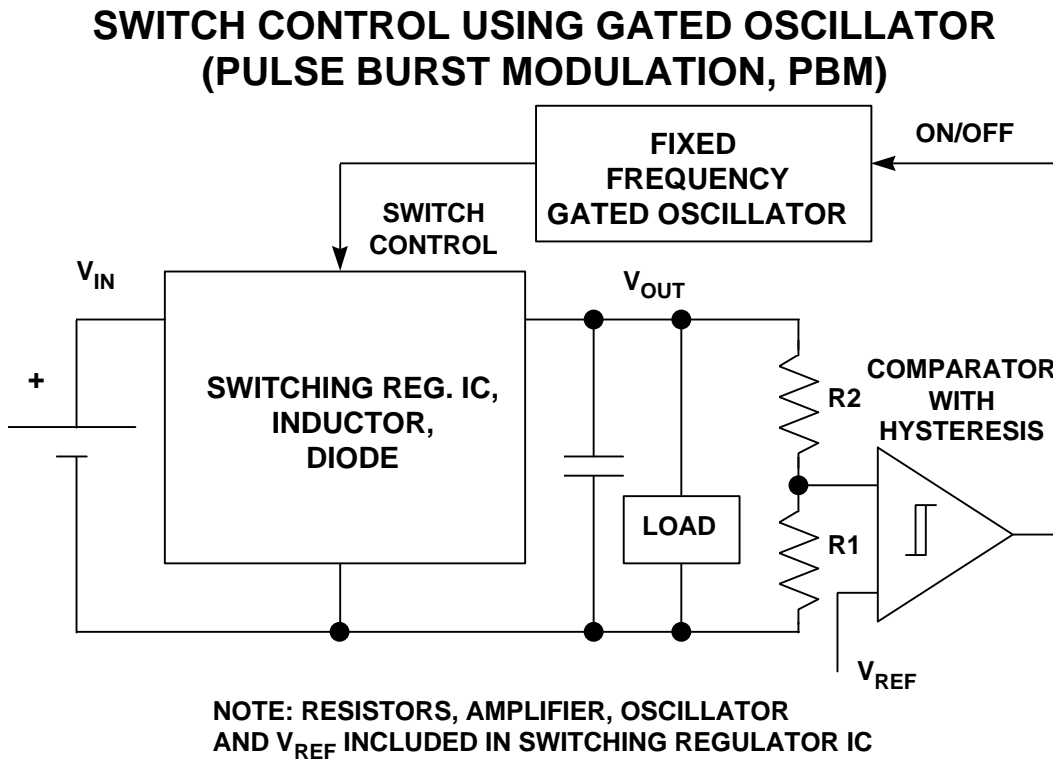 SWITCH CONTROL USING GATED OSCILLATOR
(PULSE BURST MODULATION, PBM)
FIXED
FREQUENCY
GATED OSCILLATOR
ON/OFF
SWITCH
CONTROL
VIN
VOUT
+
SWITCHING REG. IC,
INDUCTOR,
DIODE
R2
COMPARATOR
WITH
HYSTERESIS
LOAD
R1
VREF
NOTE: RESISTORS, AMPLIFIER, OSCILLATOR
AND VREF INCLUDED IN SWITCHING REGULATOR IC